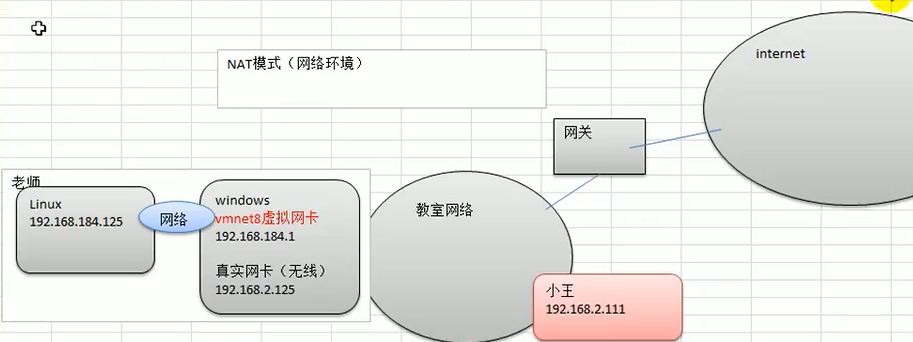 NAT模式（网络环境）
internet
网关
老师
Linux
192.168.184.125
网络
windows
vmnet8虚拟网卡
192.168.184.1
真实网卡（无线）
192.168.2.125
教室网络
小王
192.168.2.111